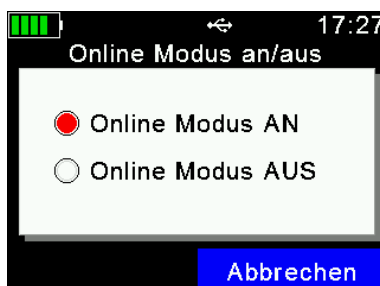 17:27
Online Modus an/aus
Online Modus AN
Online Modus AUS
Abbrechen